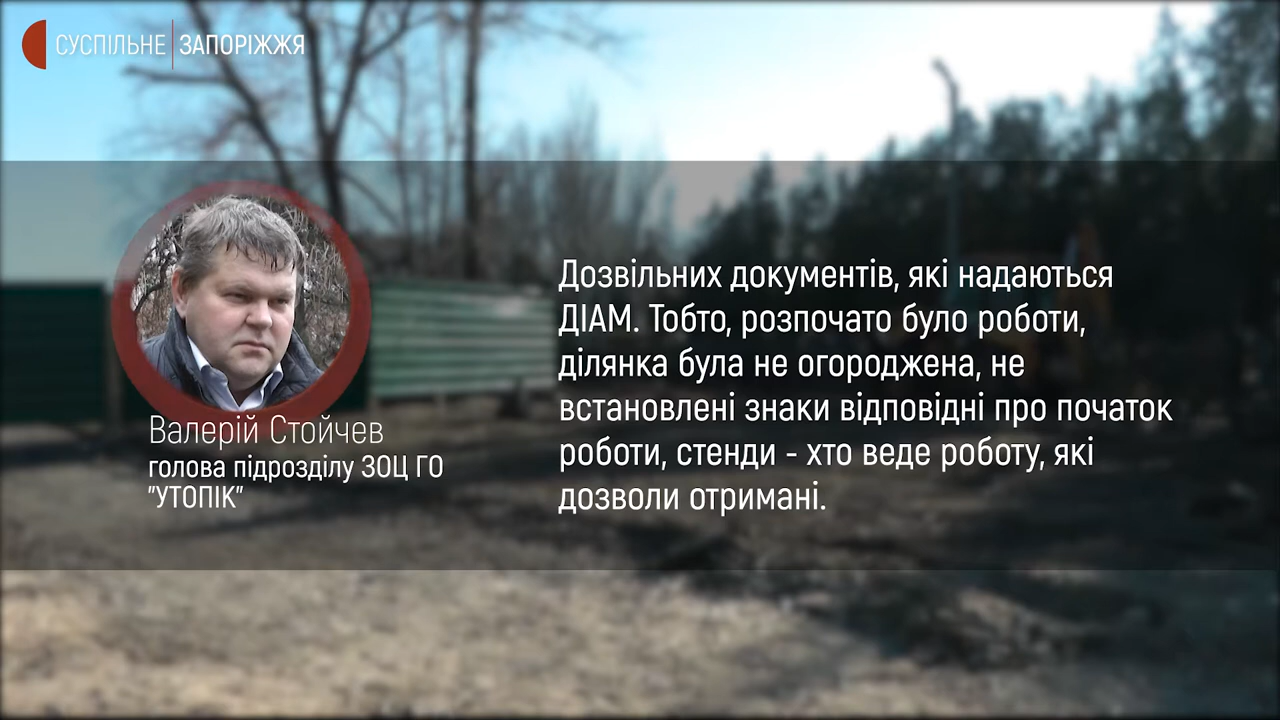 СУСПІЛЬНЕ ЗАПОРІЖЖЯ
Валерій Стойчев
голова підрозділу ЗОЦ ГО
"УТОПІК"
Дозвільних документів, які надаються
ДІАМ. Тобто, розпочато було роботи,
ділянка була не огороджена, не
встановлені знаки відповідні про початок
роботи, стенди - хто веде роботу, які
дозволи отримані.